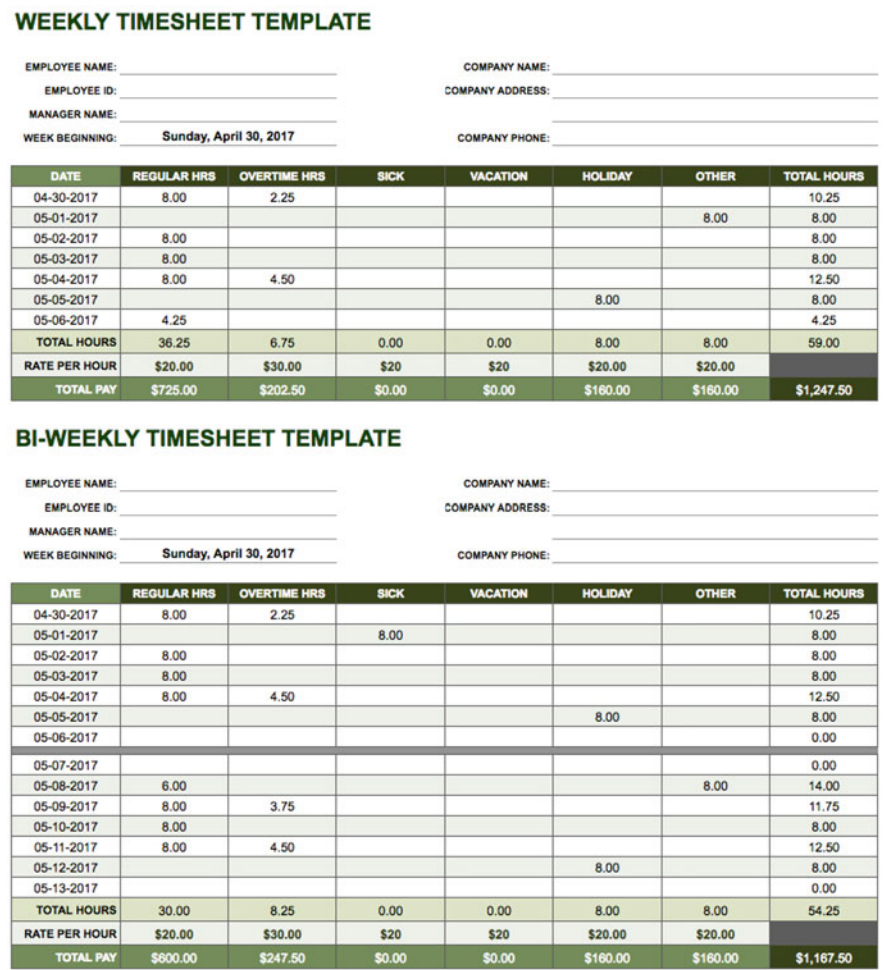 WEEKLY TIMESHEET TEMPLATE
EMPLOYEE NAME: COMPANY NAME:
EMPLOYEE ID: COMPANY ADDRESS:
MANAGER NAME:
WEEK BEGINNING: Sunday, April 30, 2017 COMPANY PHONE:
DATE REGULAR HRS OVERTIME HRS SICK VACATION HOLIDAY OTHER TOTAL HOURS
04-30-2017 8.00 2.25 10.25
05-01-2017 8.00 8.00
05-02-2017 8.00 8.00
05-03-2017 8.00 8.00
05-04-2017 8.00 4.50 12.50
05-05-2017 8.00 8.00
05-06-2017 4.25 4.25
TOTAL HOURS 36.25 6.75 0.00 0.00 8.00 8.00 59.00
RATE PER HOUR $20.00 $30.00 $20 $20 $20.00 $20.00
TOTAL PAY $725.00 $202.50 $0.00 $0.00 $160.00 $160.00 $1,247.50
BI-WEEKLY TIMESHEET TEMPLATE
EMPLOYEE NAME: COMPANY NAME:
EMPLOYEE ID: COMPANY ADDRESS:
MANAGER NAME:
WEEK BEGINNING: Sunday, April 30, 2017 COMPANY PHONE:
DATE REGULAR HRS OVERTIME HRS SICK VACATION HOLIDAY OTHER TOTAL HOURS
04-30-2017 8.00 2.25 10.25
05-01-2017 8.00 8.00
05-02-2017 8.00 8.00
05-03-2017 8.00 8.00
05-04-2017 8.00 4.50 12.50
05-05-2017 8.00 8.00
05-06-2017 0.00
05-07-2017 0.00
05-08-2017 6.00 8.00 14.00
05-09-2017 8.00 3.75 11.75
05-10-2017 8.00 8.00
05-11-2017 8.00 4.50 12.50
05-12-2017 8.00 8.00
05-13-2017 0.00
TOTAL HOURS 30.00 8.25 0.00 0.00 8.00 8.00 54.25
RATE PER HOUR $20.00 $30.00 $20 $20 $20.00 $20.00
TOTAL PAY $600.00 $247.50 $0.00 $0.00 $160.00 $160.00 $1,167.50